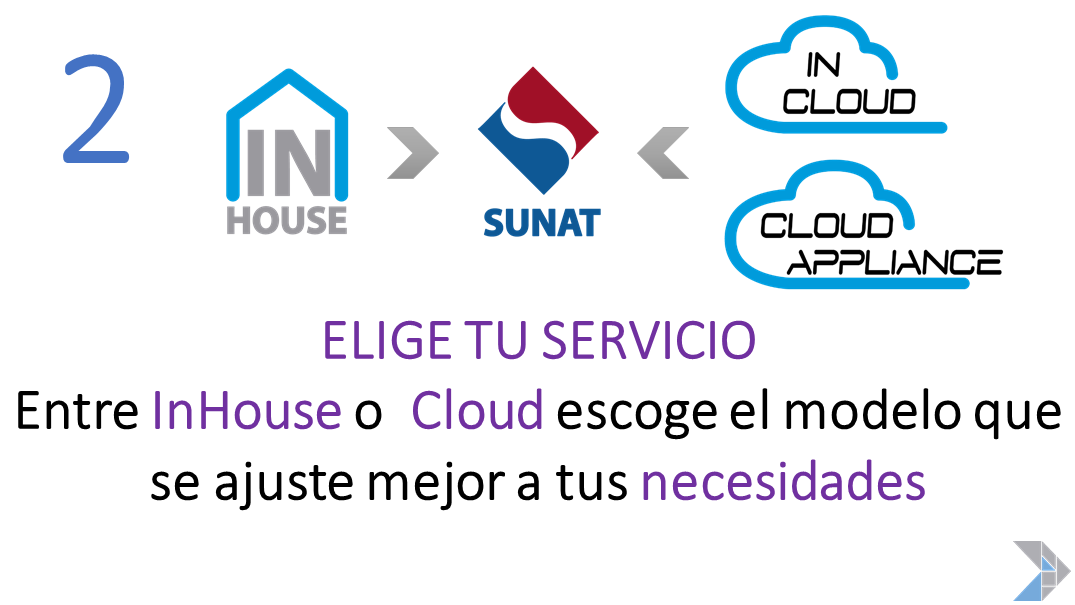 2
IN
HOUSE
SUNAT
IN
CLOUD
CLOUD
APPLIANCE
ELIGE TU SERVICIO
Entre InHouse o  Cloud escoge el modelo que
se ajuste mejor a tus necesidades